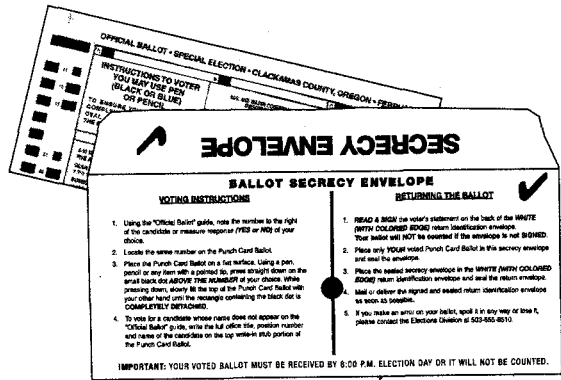 OFFICIAL BALLOT • SPECIAL ELECTION • CLACKAMAS COUNTY, OREGON •
INSTRUCTIONS TO VOTER
YOU MAY USE PEN
(BLACK OR BLUE)
OR PENCIL
TO ENSURE
OVAL
SECRECY ENVELOPE
BALLOT SECRECY ENVELOPE
VOTING INSTRUCTIONS
1. Using the "Official Ballot" guide, note the number to the right
of the candidate or measure response (YES or NO) of your
choice.
2. Locate the same number on the Punch Card Ballot.
3. Place the Punch Card Ballot on a flat surface. Using a pen,
pencil or any item with a pointed tip, press straight down on the
small black dot ABOVE THE NUMBER of your choice. While
pressing down, slowly lift the top of the Punch Card Ballot with
your other hand until the rectangle containing the black dot is
COMPLETELY DETACHED.
4. To vote for a candidate whose name does not appear on the
"Official Ballot" guide, write the full office title, position number
and name of the candidate on the top write-in stub portion of
the Punch Card Ballot.
RETURNING THE BALLOT
1. READ & SIGN the voter's statement on the back of the WHITE
(WITH COLORED EDGE) return identification envelope.
Your ballot will NOT be counted if the envelope is not SIGNED.
2. Place only YOUR voted Punch Card Ballot in this secrecy envelope
and seal the envelope.
3. Place the sealed secrecy envelope in the WHITE (WITH COLORED
EDGE) return identification envelope and seal the return envelope.
4. Mail or deliver the signed and sealed return identification envelope
as soon as possible.
5. If you make an error on your ballot, spoil it in any way or lose it,
please contact the Elections Division at 503-655-8510.
IMPORTANT: YOUR VOTED BALLOT MUST BE RECEIVED BY 8:00 P.M. ELECTION DAY OR IT WILL NOT BE COUNTED.